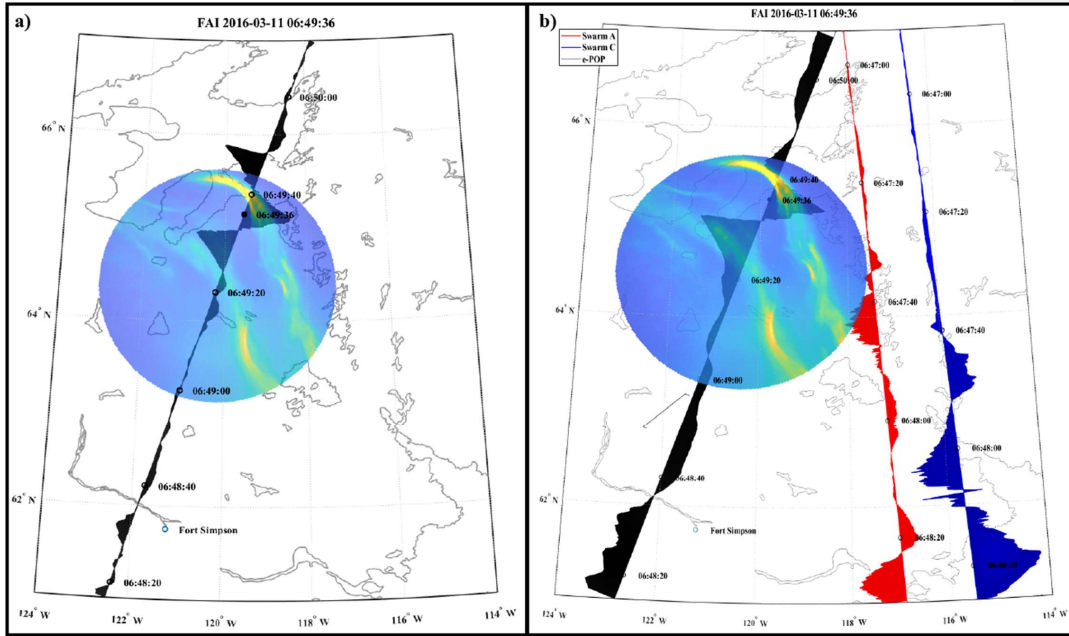 a)
FAI 2016-03-11 06:49:36
06:50:00
66° N
06:49:40
06:49:36
06:49:20
64° N
06:49:00
06:48:40
62° N
Fort Simpson
06:48:20
124° W
122° W
120° W
118° W
116° W
114° W
b)
FAI 2016-03-11 06:49:36
Swarm A
Swarm C
e-POP
06:47:00
06:50:00
06:47:00
66° N
06:49:40
06:47:20
06:49:36
06:47:20
06:49:20
06:47:40
64° N
06:47:40
06:49:00
06:48:00
06:48:00
06:48:40
62° N
Fort Simpson
06:48:20
06:48:20
06:48:20
124° W
122° W
120° W
118° W
116° W
114° W